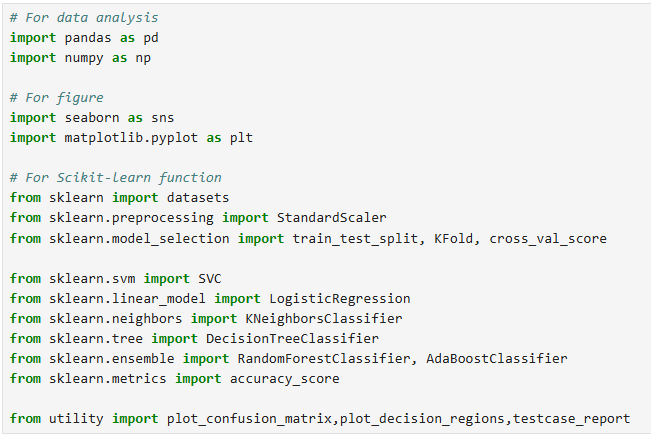 # For data analysis
import pandas as pd
import numpy as np
# For figure
import seaborn as sns
import matplotlib.pyplot as plt
# For Scikit-learn function
from sklearn import datasets
from sklearn.preprocessing import StandardScaler
from sklearn.model_selection import train_test_split, KFold, cross_val_score
from sklearn.svm import SVC
from sklearn.linear_model import LogisticRegression
from sklearn.neighbors import KNeighborsClassifier
from sklearn.tree import DecisionTreeClassifier
from sklearn.ensemble import RandomForestClassifier, AdaBoostClassifier
from sklearn.metrics import accuracy_score
from utility import plot_confusion_matrix,plot_decision_regions,testcase_report